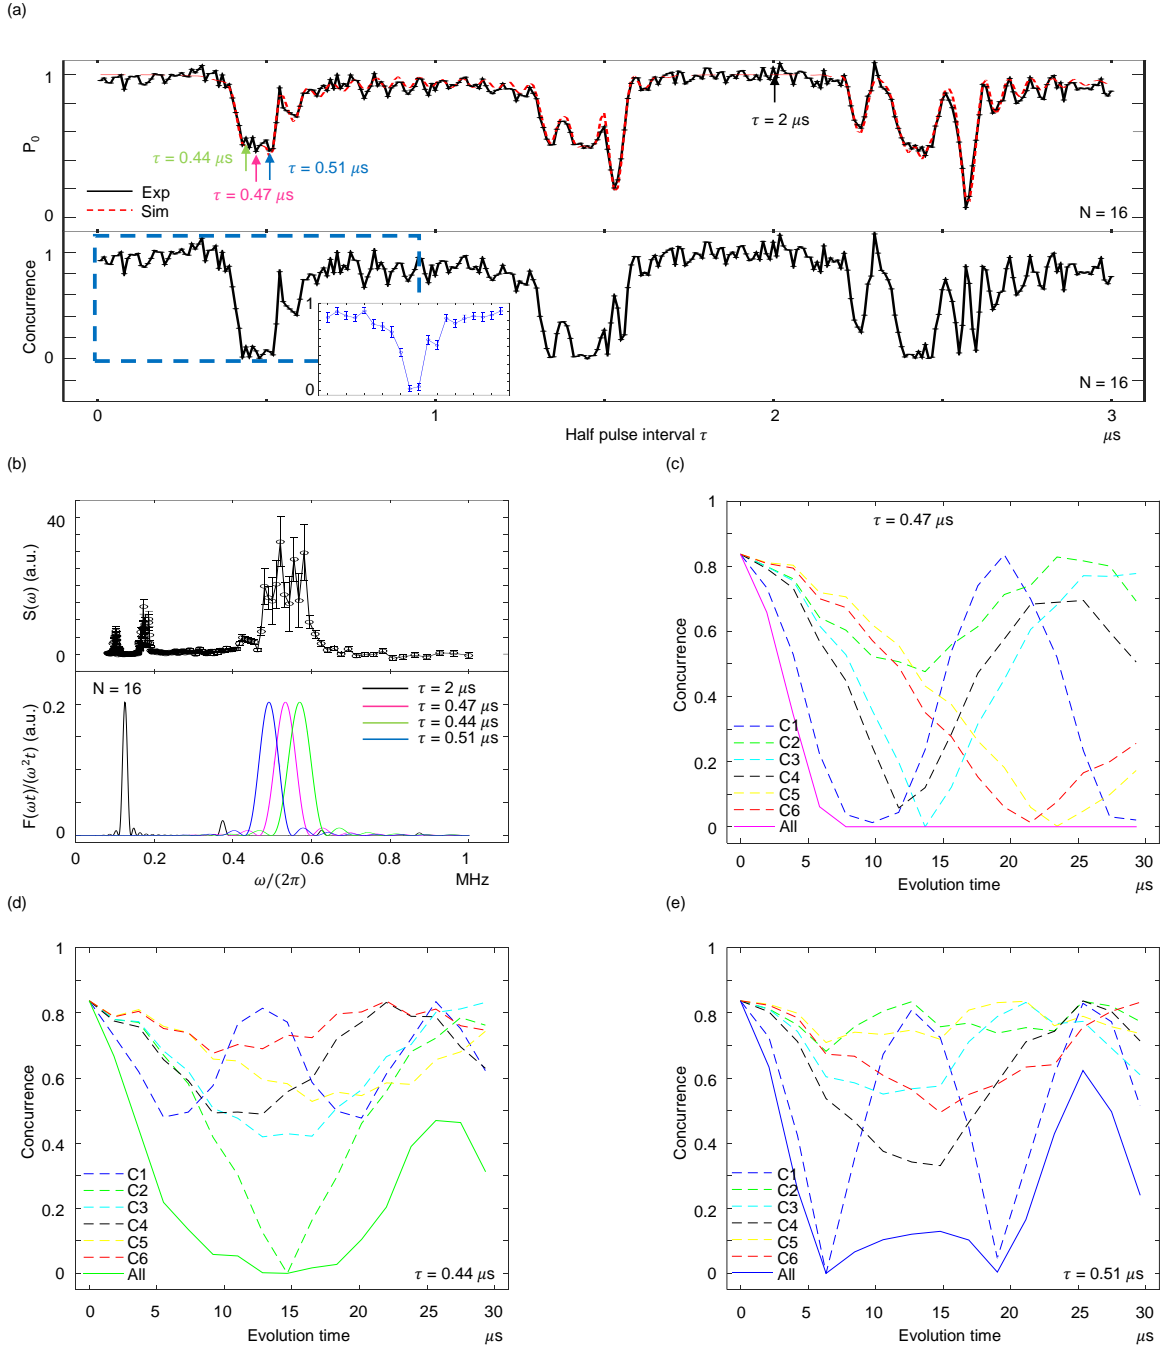 (a)
1
P0
0
τ = 0.44 μs
τ = 0.47 μs
τ = 0.51 μs
τ = 2 μs
Exp
Sim
N = 16
1
Concurrence
0
1
0
N = 16
0
1
2
3
Half pulse interval τ
μs
(b)
40
S(ω) (a.u.)
0
N = 16
0.2
F(ωt)/(ω²t) (a.u.)
0
τ = 2 μs
τ = 0.47 μs
τ = 0.44 μs
τ = 0.51 μs
0
0.2
0.4
0.6
0.8
1
ω/(2π)
MHz
(c)
τ = 0.47 μs
1
0.8
0.6
0.4
0.2
0
Concurrence
C1
C2
C3
C4
C5
C6
All
0
5
10
15
20
25
30
Evolution time
μs
(d)
1
0.8
0.6
0.4
0.2
0
Concurrence
C1
C2
C3
C4
C5
C6
All
τ = 0.44 μs
0
5
10
15
20
25
30
Evolution time
μs
(e)
1
0.8
0.6
0.4
0.2
0
Concurrence
C1
C2
C3
C4
C5
C6
All
τ = 0.51 μs
0
5
10
15
20
25
30
Evolution time
μs